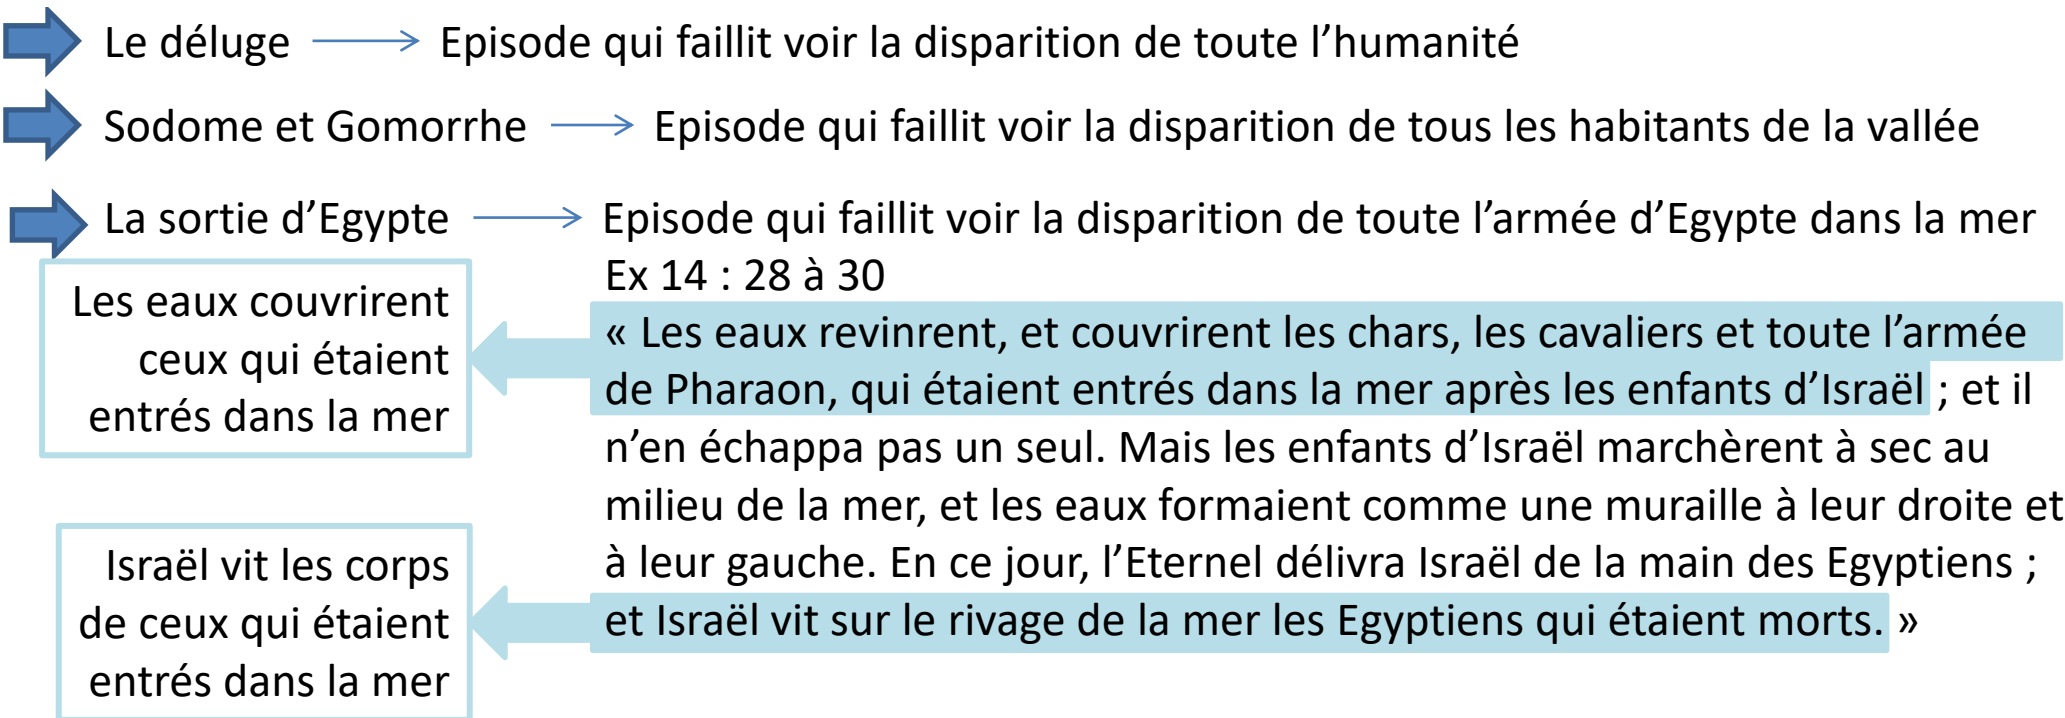 Le déluge Episode qui faillit voir la disparition de toute l’humanité
Sodome et Gomorrhe Episode qui faillit voir la disparition de tous les habitants de la vallée
La sortie d’Egypte Episode qui faillit voir la disparition de toute l’armée d’Egypte dans la mer
Ex 14 : 28 à 30
« Les eaux revinrent, et couvrirent les chars, les cavaliers et toute l’armée
de Pharaon, qui étaient entrés dans la mer après les enfants d’Israël ; et il
n’en échappa pas un seul. Mais les enfants d’Israël marchèrent à sec au
milieu de la mer, et les eaux formaient comme une muraille à leur droite et
à leur gauche. En ce jour, l’Eternel délivra Israël de la main des Egyptiens ;
et Israël vit sur le rivage de la mer les Egyptiens qui étaient morts. »
Les eaux couvrirent
ceux qui étaient
entrés dans la mer
Israël vit les corps
de ceux qui étaient
entrés dans la mer